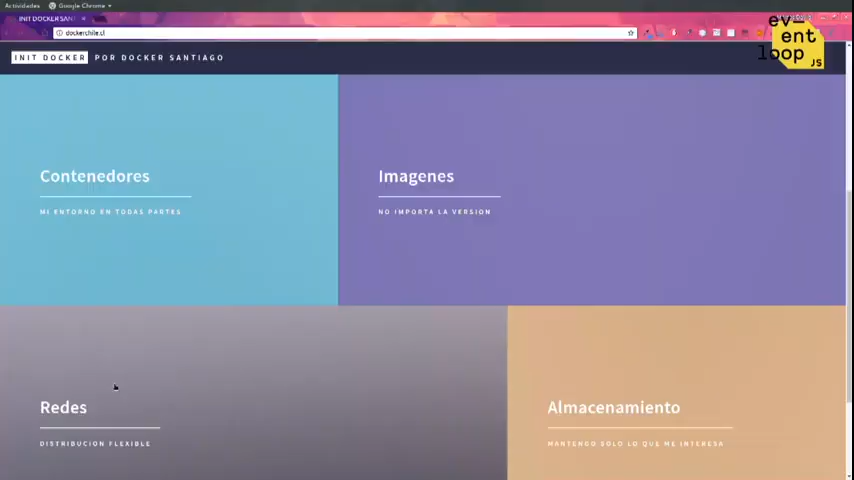 Actividades Google Chrome
INIT DOCKER SAN
dockerchile.cl
ev-
ent
loop JS
INIT DOCKER POR DOCKER SANTIAGO
Contenedores
MI ENTORNO EN TODAS PARTES
Imagenes
NO IMPORTA LA VERSION
Redes
DISTRIBUCION FLEXIBLE
Almacenamiento
MANTENGO SOLO LO QUE ME INTERESA